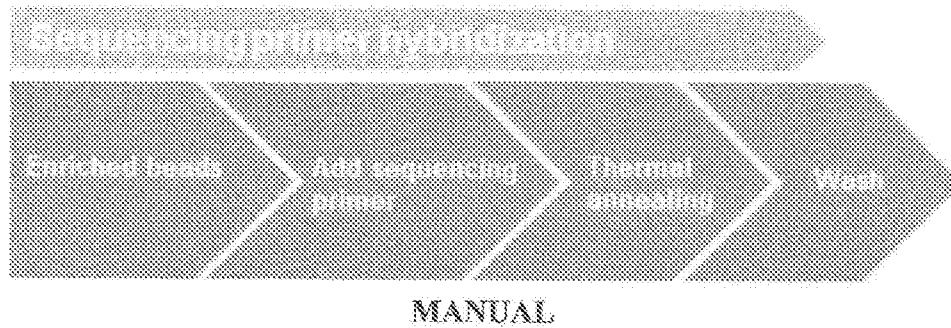 Sequencing primer hybridization
Enriched beads
Add sequencing
primer
Thermal
annealing
Wash
MANUAL